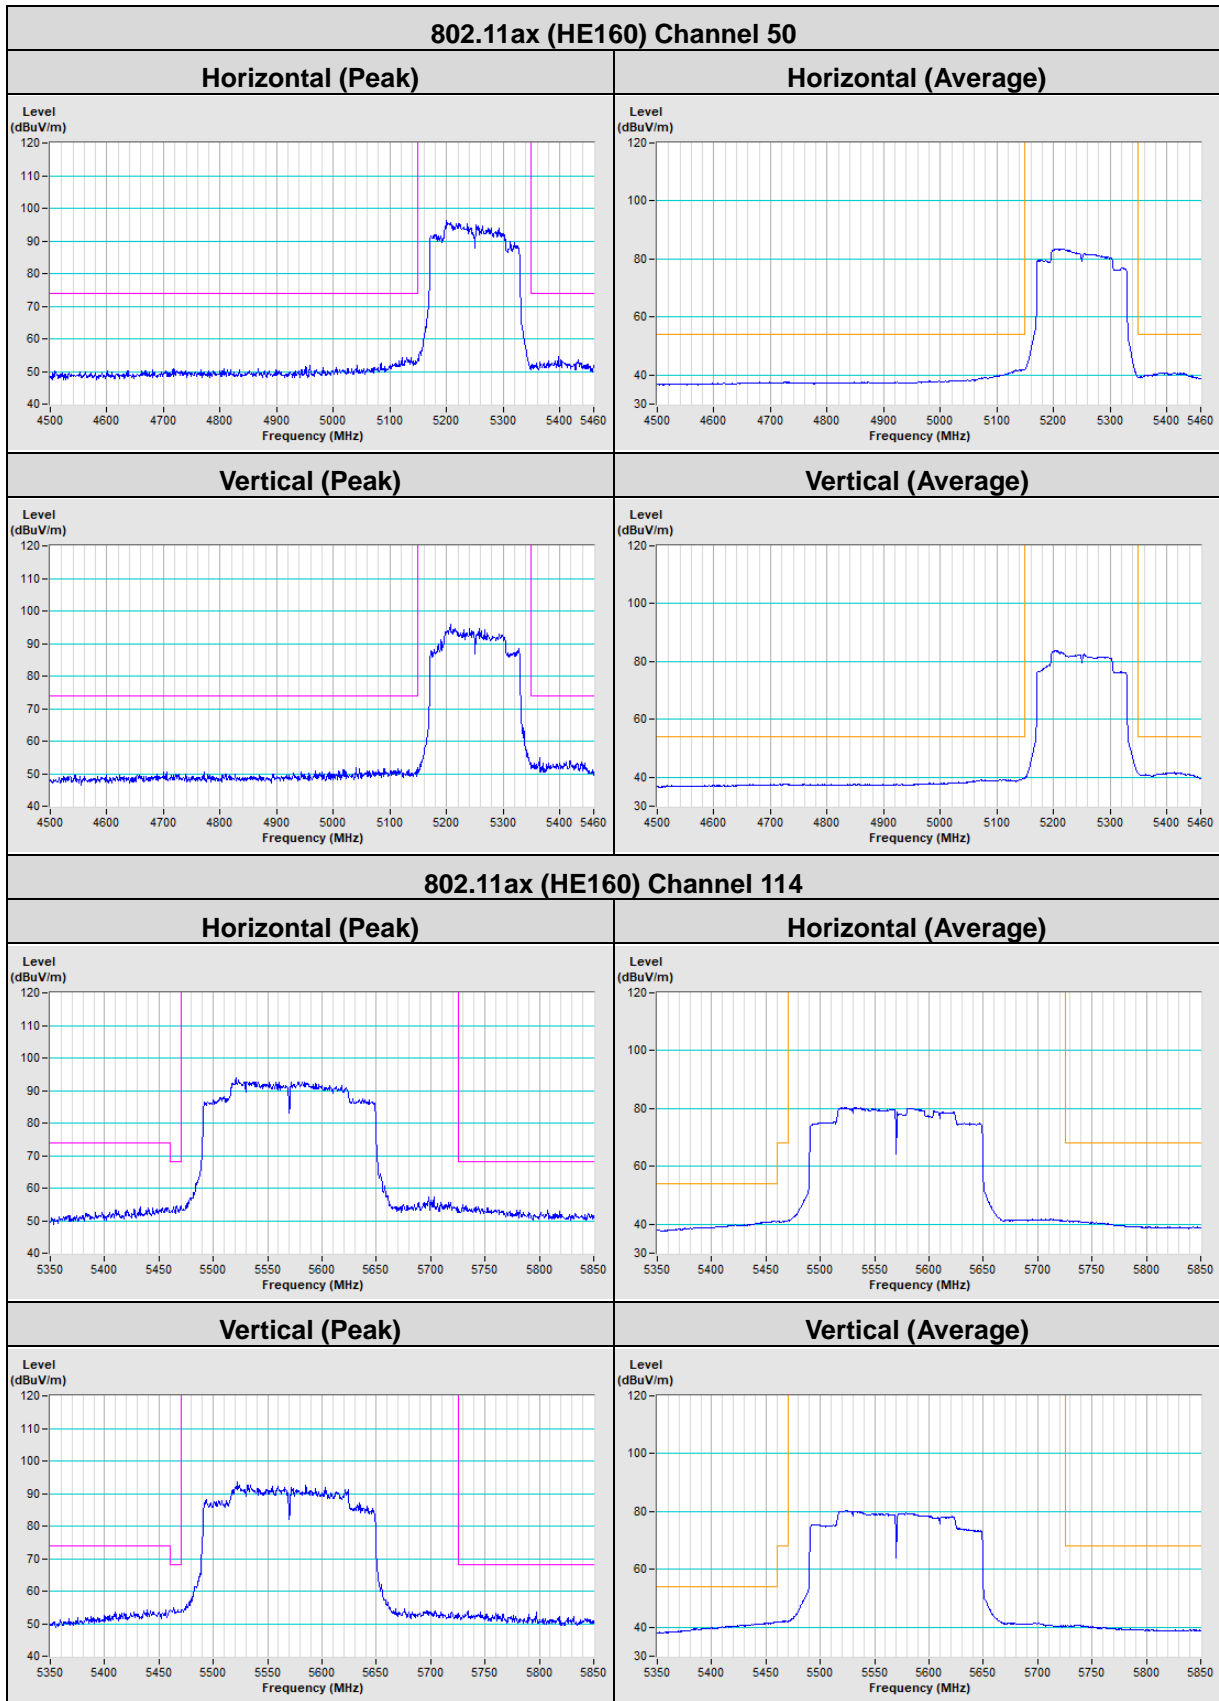 802.11ax (HE160) Channel 50
Horizontal (Peak) Horizontal (Average)
Level
(dBuV/m)
120
110
100
90
80
70
60
50
40
4500 4600 4700 4800 4900 5000 5100 5200 5300 5400 5460
Frequency (MHz)
Level
(dBuV/m)
120
100
80
60
40
30
4500 4600 4700 4800 4900 5000 5100 5200 5300 5400 5460
Frequency (MHz)
Vertical (Peak) Vertical (Average)
Level
(dBuV/m)
120
110
100
90
80
70
60
50
40
4500 4600 4700 4800 4900 5000 5100 5200 5300 5400 5460
Frequency (MHz)
Level
(dBuV/m)
120
100
80
60
40
30
4500 4600 4700 4800 4900 5000 5100 5200 5300 5400 5460
Frequency (MHz)
802.11ax (HE160) Channel 114
Horizontal (Peak) Horizontal (Average)
Level
(dBuV/m)
120
110
100
90
80
70
60
50
40
5350 5400 5450 5500 5550 5600 5650 5700 5750 5800 5850
Frequency (MHz)
Level
(dBuV/m)
120
100
80
60
40
30
5350 5400 5450 5500 5550 5600 5650 5700 5750 5800 5850
Frequency (MHz)
Vertical (Peak) Vertical (Average)
Level
(dBuV/m)
120
110
100
90
80
70
60
50
40
5350 5400 5450 5500 5550 5600 5650 5700 5750 5800 5850
Frequency (MHz)
Level
(dBuV/m)
120
100
80
60
40
30
5350 5400 5450 5500 5550 5600 5650 5700 5750 5800 5850
Frequency (MHz)